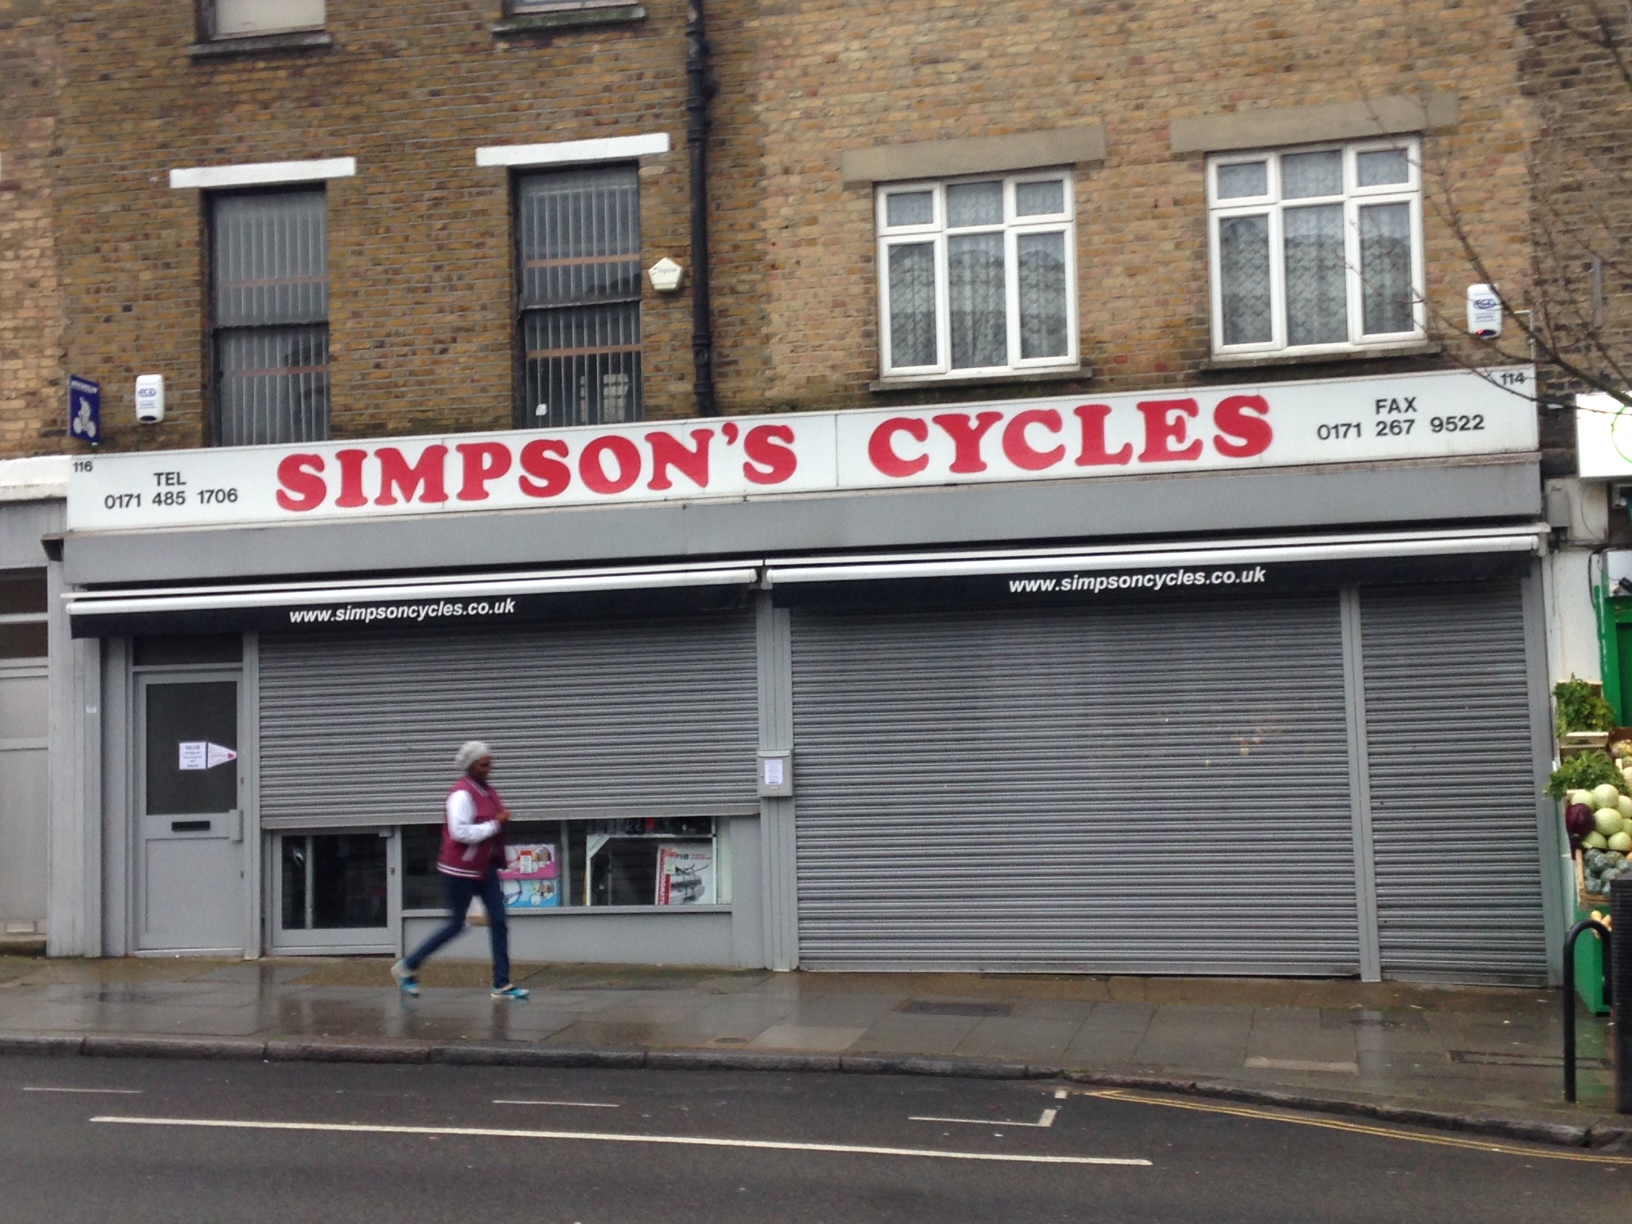 116
TEL
0171 485 1706
SIMPSON'S CYCLES
114
FAX
0171 267 9522
www.simpsoncycles.co.uk
www.simpsoncycles.co.uk